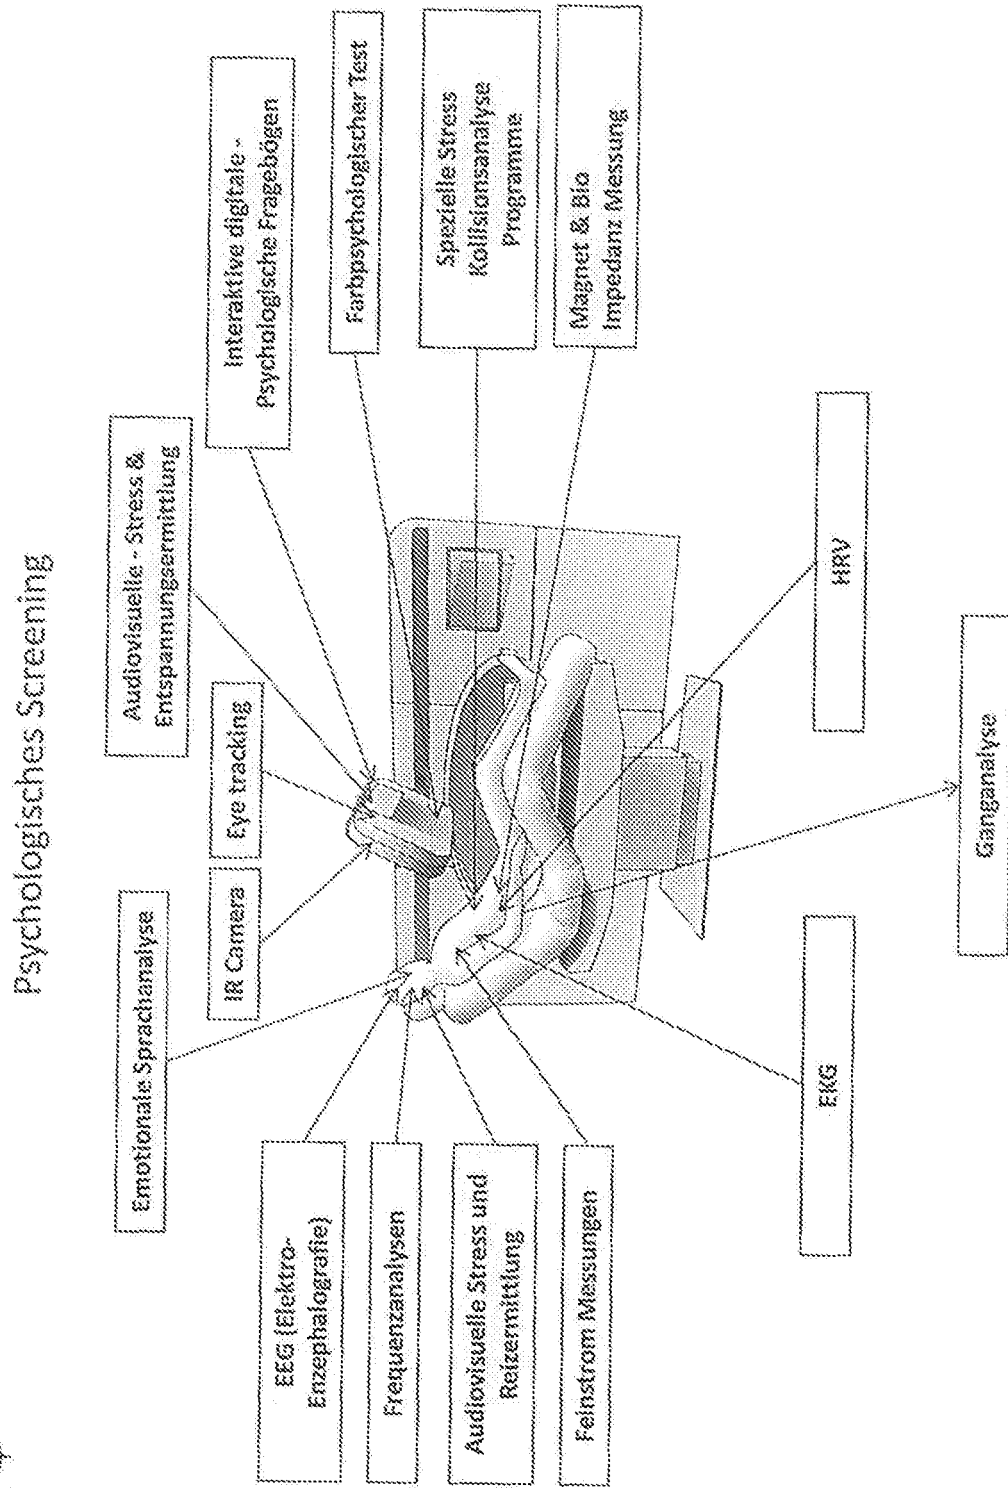 Psychologisches Screening
Emotionale Sprachanalyse
IR Camera
Eye tracking
Audiovisuelle - Stress &
Entspannungsermittlung
Interaktive digitale -
Psychologische Fragebögen
EEG (Elektro-
Enzephalografie)
Frequenzanalysen
Audiovisuelle Stress und
Reizermittlung
Feinstrom Messungen
Farbpsychologischer Test
Spezielle Stress
Kollisionsanalyse
Programme
Magnet & Bio
Impedanz Messung
EKG
HRV
Ganganalyse